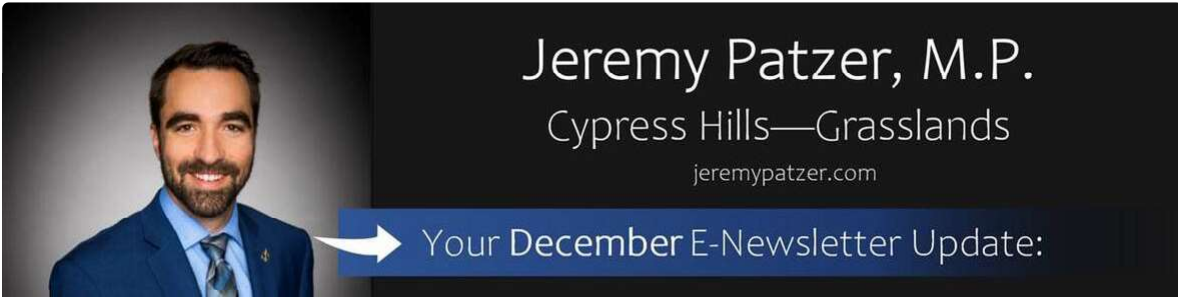 Jeremy Patzer, M.P.
Cypress Hills—Grasslands
jeremypatzer.com
Your December E-Newsletter Update: